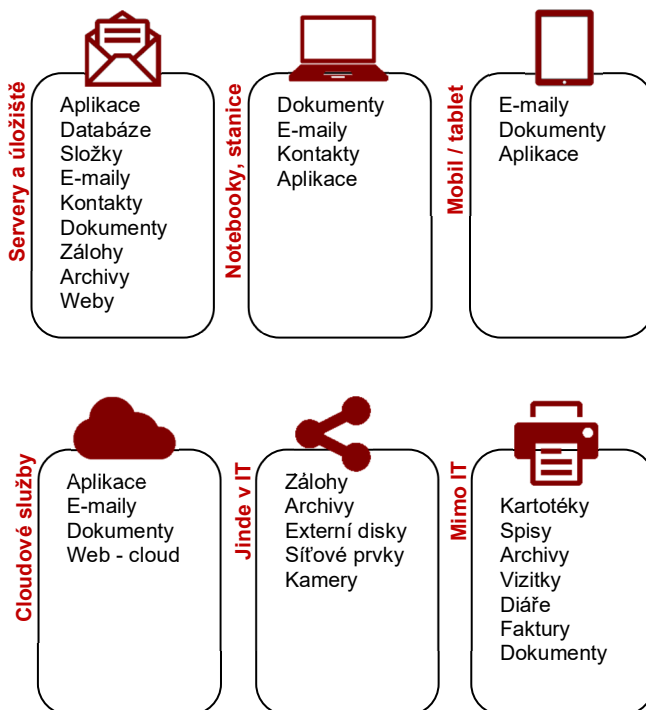 Servery a úložiště
Aplikace
Databáze
Složky
E-maily
Kontakty
Dokumenty
Zálohy
Archivy
Weby
Notebooky, stanice
Dokumenty
E-maily
Kontakty
Aplikace
Mobil / tablet
E-maily
Dokumenty
Aplikace
Cloudové služby
Aplikace
E-maily
Dokumenty
Web - cloud
Jinde v IT
Zálohy
Archivy
Externí disky
Síťové prvky
Kamery
Mimo IT
Kartotéky
Spisy
Archivy
Vizitky
Diáře
Faktury
Dokumenty